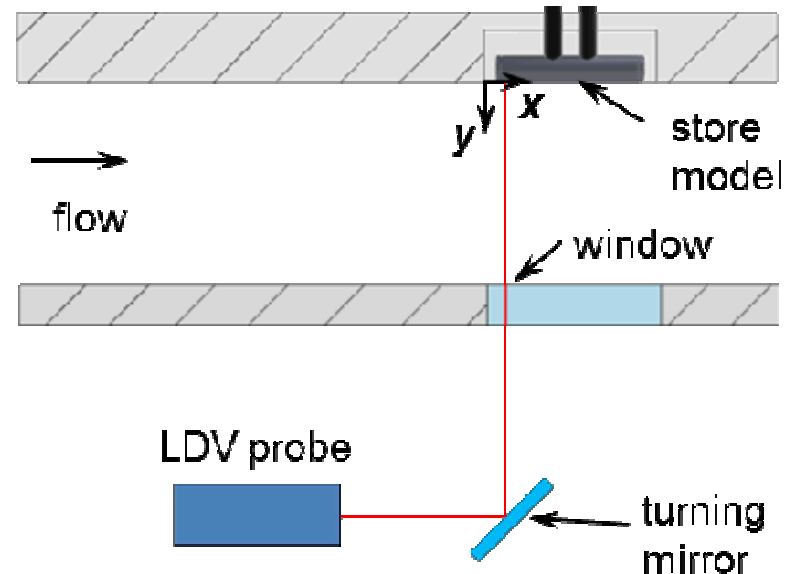 x
y
store
model
flow
window
LDV probe
turning
mirror